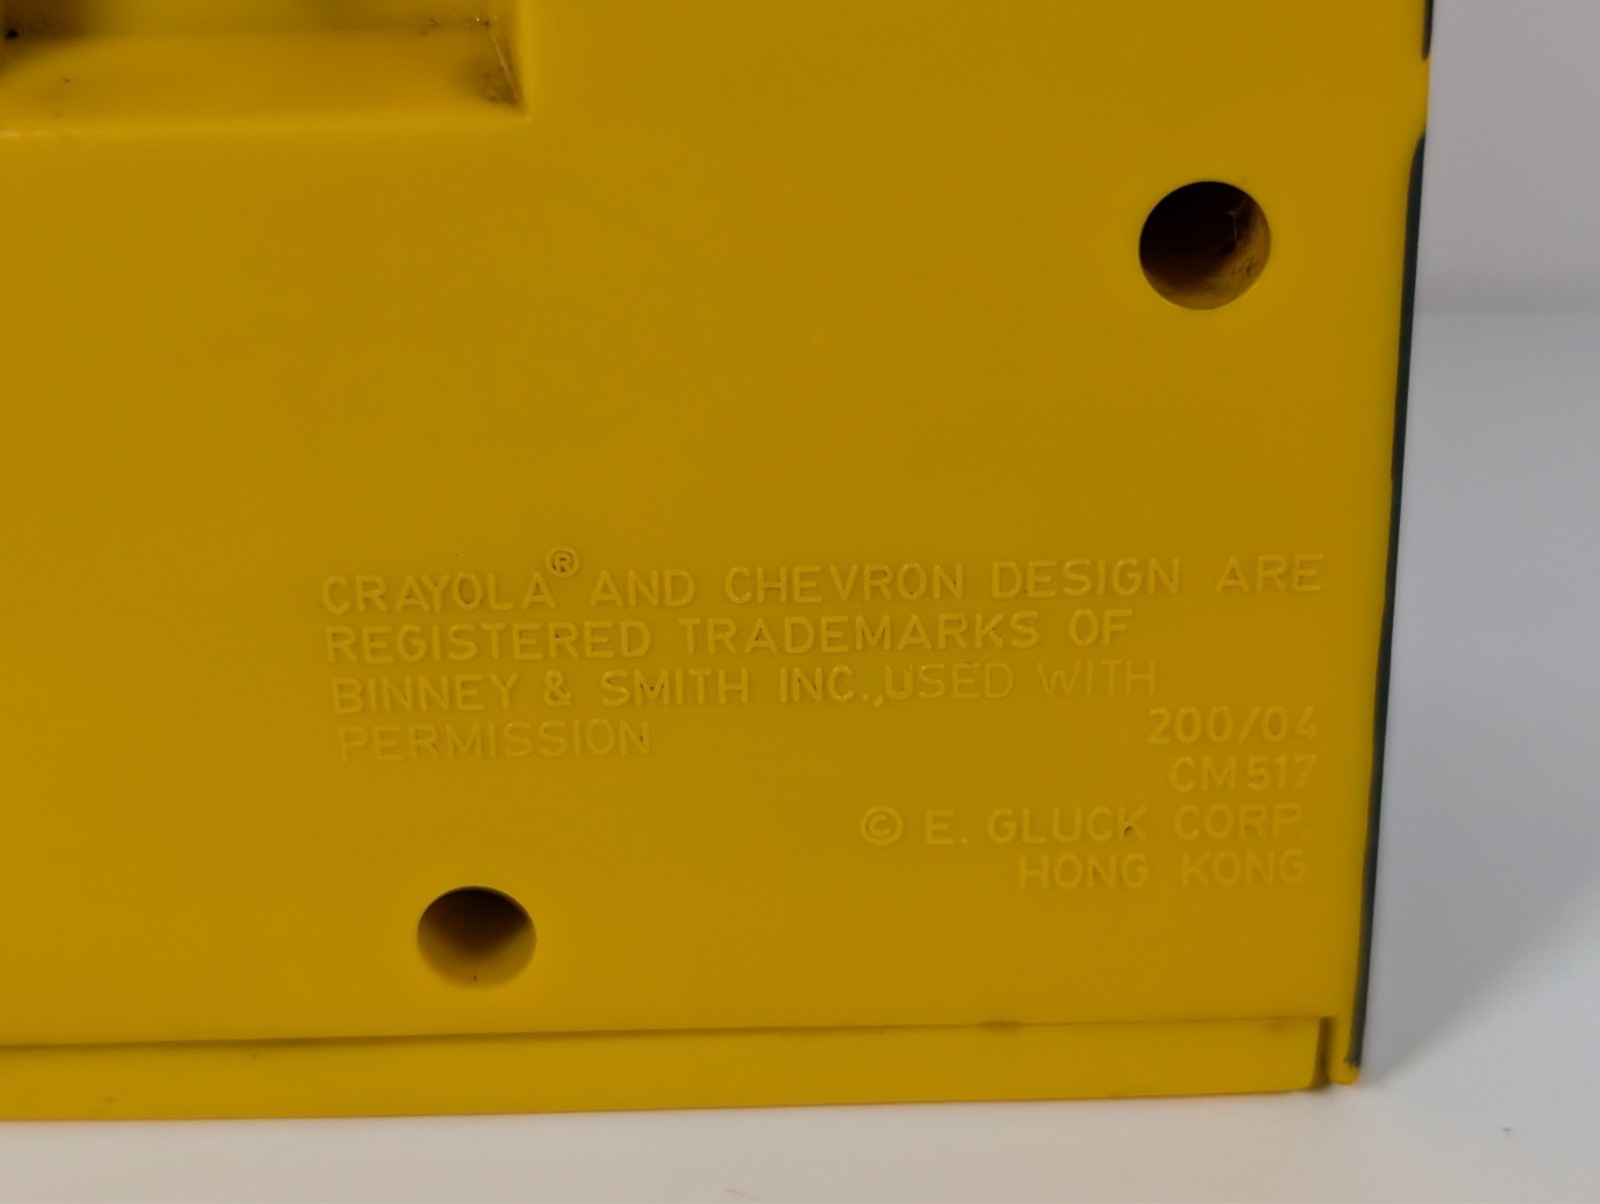 CRAYOLA® AND CHEVRON DESIGN ARE
REGISTERED TRADEMARKS OF
BINNEY & SMITH INC.,USED WITH
PERMISSION
200/04
CM517
© E. GLUCK CORP.
HONG KONG